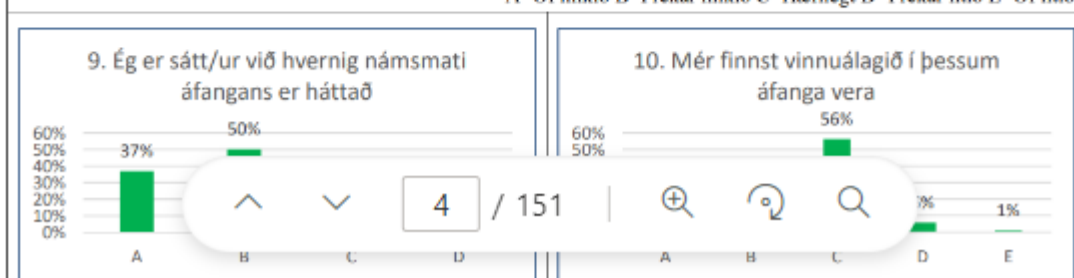 9. Ég er sátt/ur við hvernig námsmati
áfangans er háttað
60%
50%
40%
30%
20%
10%
0%
37%
50%
A B C D
10. Mér finnst vinnuálagið í þessum
áfanga vera
60%
50%
56%
1%
A B C D E
4 / 151